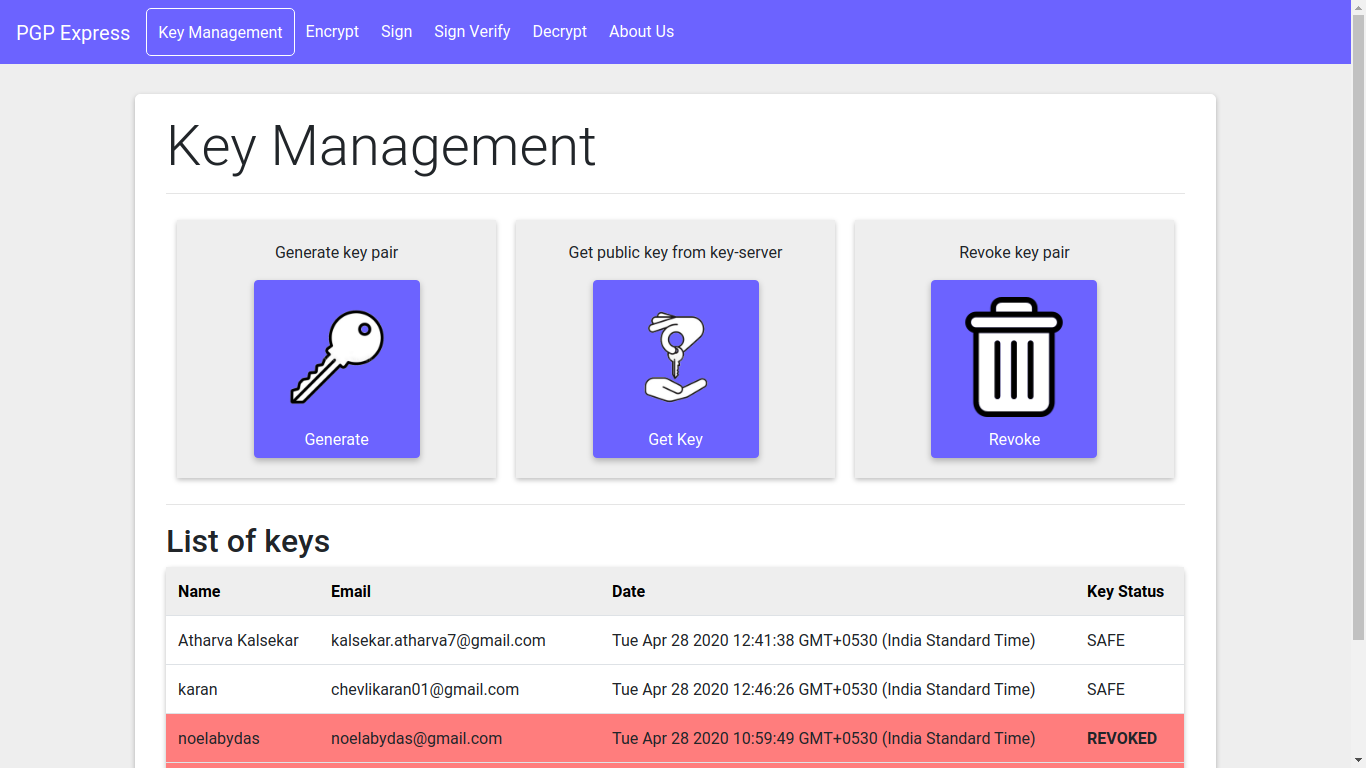 PGP Express Key Management Encrypt Sign Sign Verify Decrypt About Us
Key Management
Generate key pair Get public key from key-server Revoke key pair
Generate Get Key Revoke
List of keys
Name Email Date Key Status
Atharva Kalsekar kalsekar.atharva7@gmail.com Tue Apr 28 2020 12:41:38 GMT+0530 (India Standard Time) SAFE
karan chevlikaran01@gmail.com Tue Apr 28 2020 12:46:26 GMT+0530 (India Standard Time) SAFE
noelabydas noelabydas@gmail.com Tue Apr 28 2020 10:59:49 GMT+0530 (India Standard Time) REVOKED